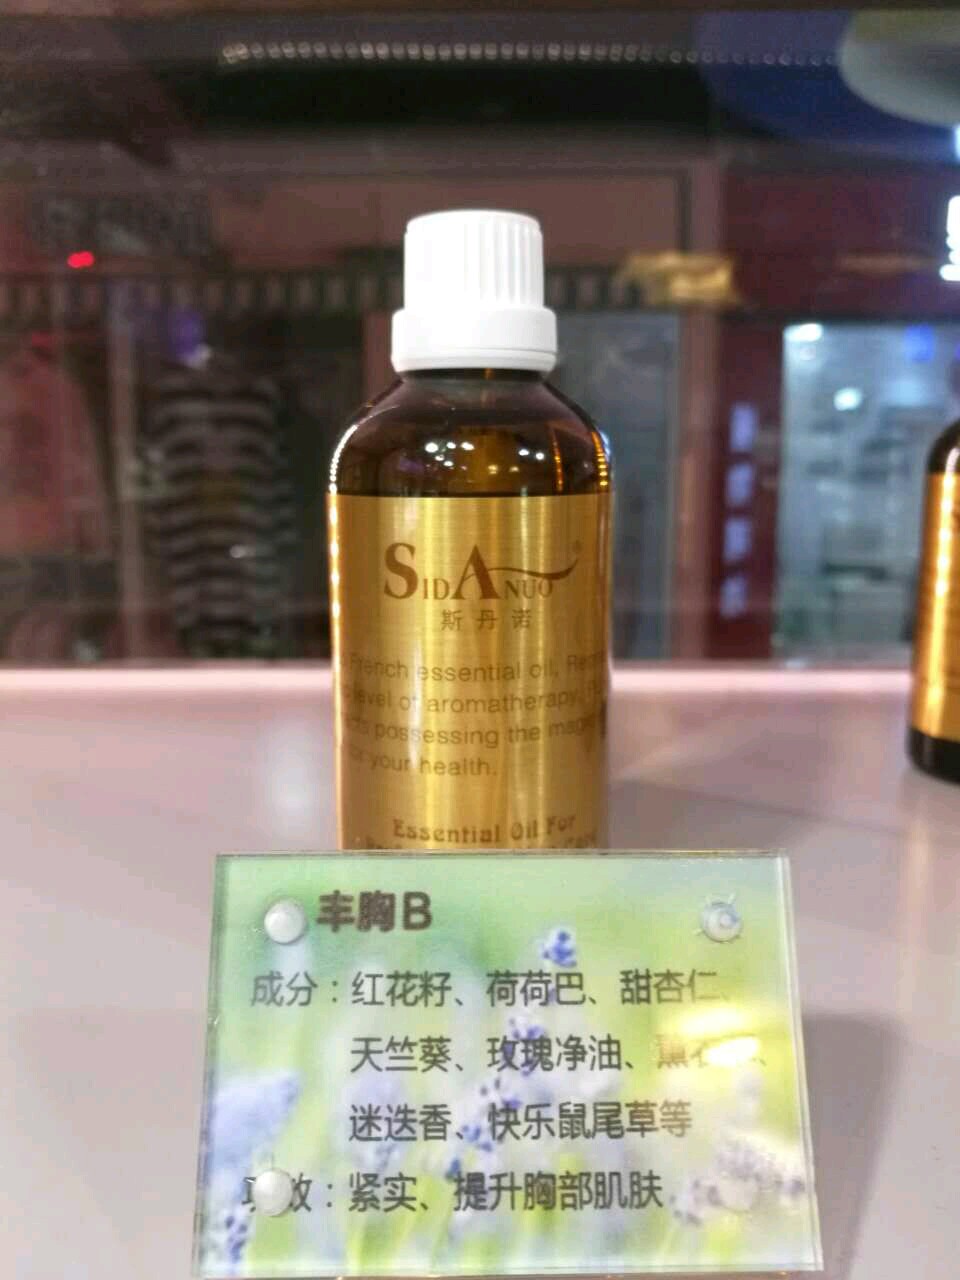 SIDANUO
斯丹诺
French essential oil,
level of aromatherapy,
possessing the
your health.
Essential Oil For
丰胸B
成分：红花籽、荷荷巴、甜杏仁、
天竺葵、玫瑰净油、薰
迷迭香、快乐鼠尾草等
效：紧实、提升胸部肌肤